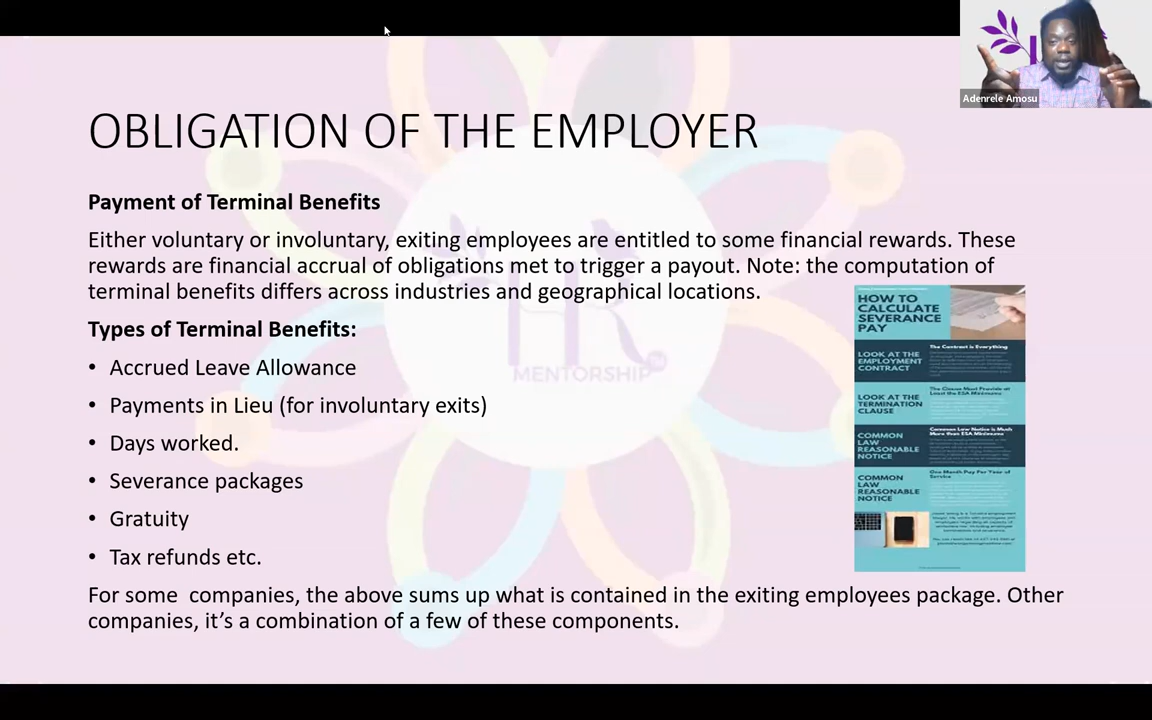 Adenrele Amosu
OBLIGATION OF THE EMPLOYER
Payment of Terminal Benefits
Either voluntary or involuntary, exiting employees are entitled to some financial rewards. These
rewards are financial accrual of obligations met to trigger a payout. Note: the computation of
terminal benefits differs across industries and geographical locations.
Types of Terminal Benefits:
• Accrued Leave Allowance
• Payments in Lieu (for involuntary exits)
• Days worked.
• Severance packages
• Gratuity
• Tax refunds etc.
For some  companies, the above sums up what is contained in the exiting employees package. Other
companies, it’s a combination of a few of these components.
HR
MENTORSHIP
HOW TO
CALCULATE
SEVERANCE
PAY
LOOK AT THE
EMPLOYMENT
CONTRACT
The Contract is Everything
LOOK AT THE
TERMINATION
CLAUSE
The Clause Must Provide at
Least the ESA Minimums
COMMON
LAW
REASONABLE
NOTICE
Common Law Notice is Much
More than ESA Minimums
COMMON
LAW
REASONABLE
NOTICE
One Month Pay For Year of
Service